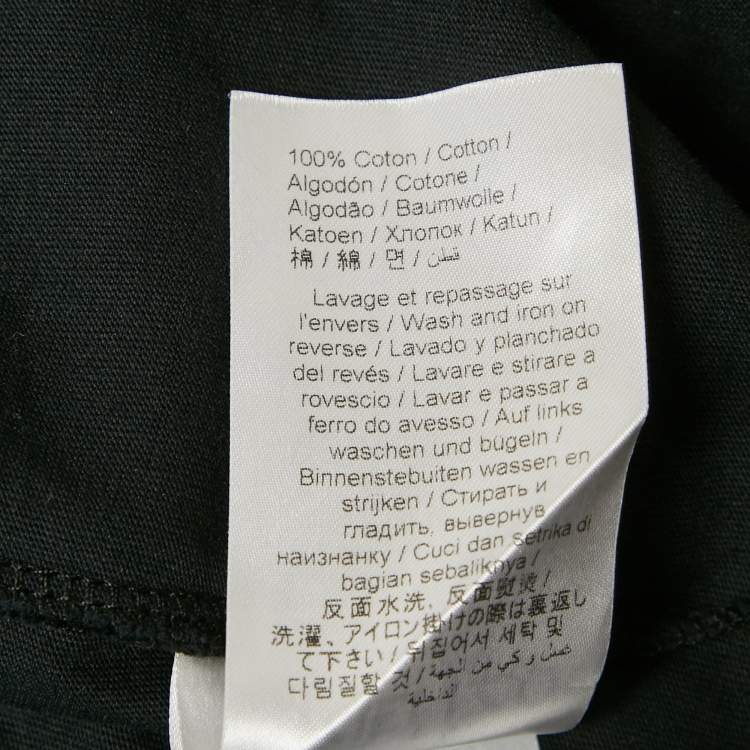 100% Coton / Cotton /
Algodón / Cotone /
Algodão / Baumwolle /
Katoen / Хлопок / Katun /
棉 / 綿 / 면 / قطن
Lavage et repassage sur
l'envers / Wash and iron on
reverse / Lavado y planchado
del revés / Lavare e stirare a
rovescio / Lavar e passar a
ferro do avesso / Auf links
waschen und bügeln /
Binnenstebuiten wassen en
strijken / Стирать и
гладить, вывернув
наизнанку / Cuci dan setrika di
bagian sebaliknya /
反面水洗, 反面熨烫 /
洗濯、アイロン掛けの際は裏返し
て下さい / 뒤집어서 세탁 및
다림질할 것 / غسل و كي من الجهة
الداخلية